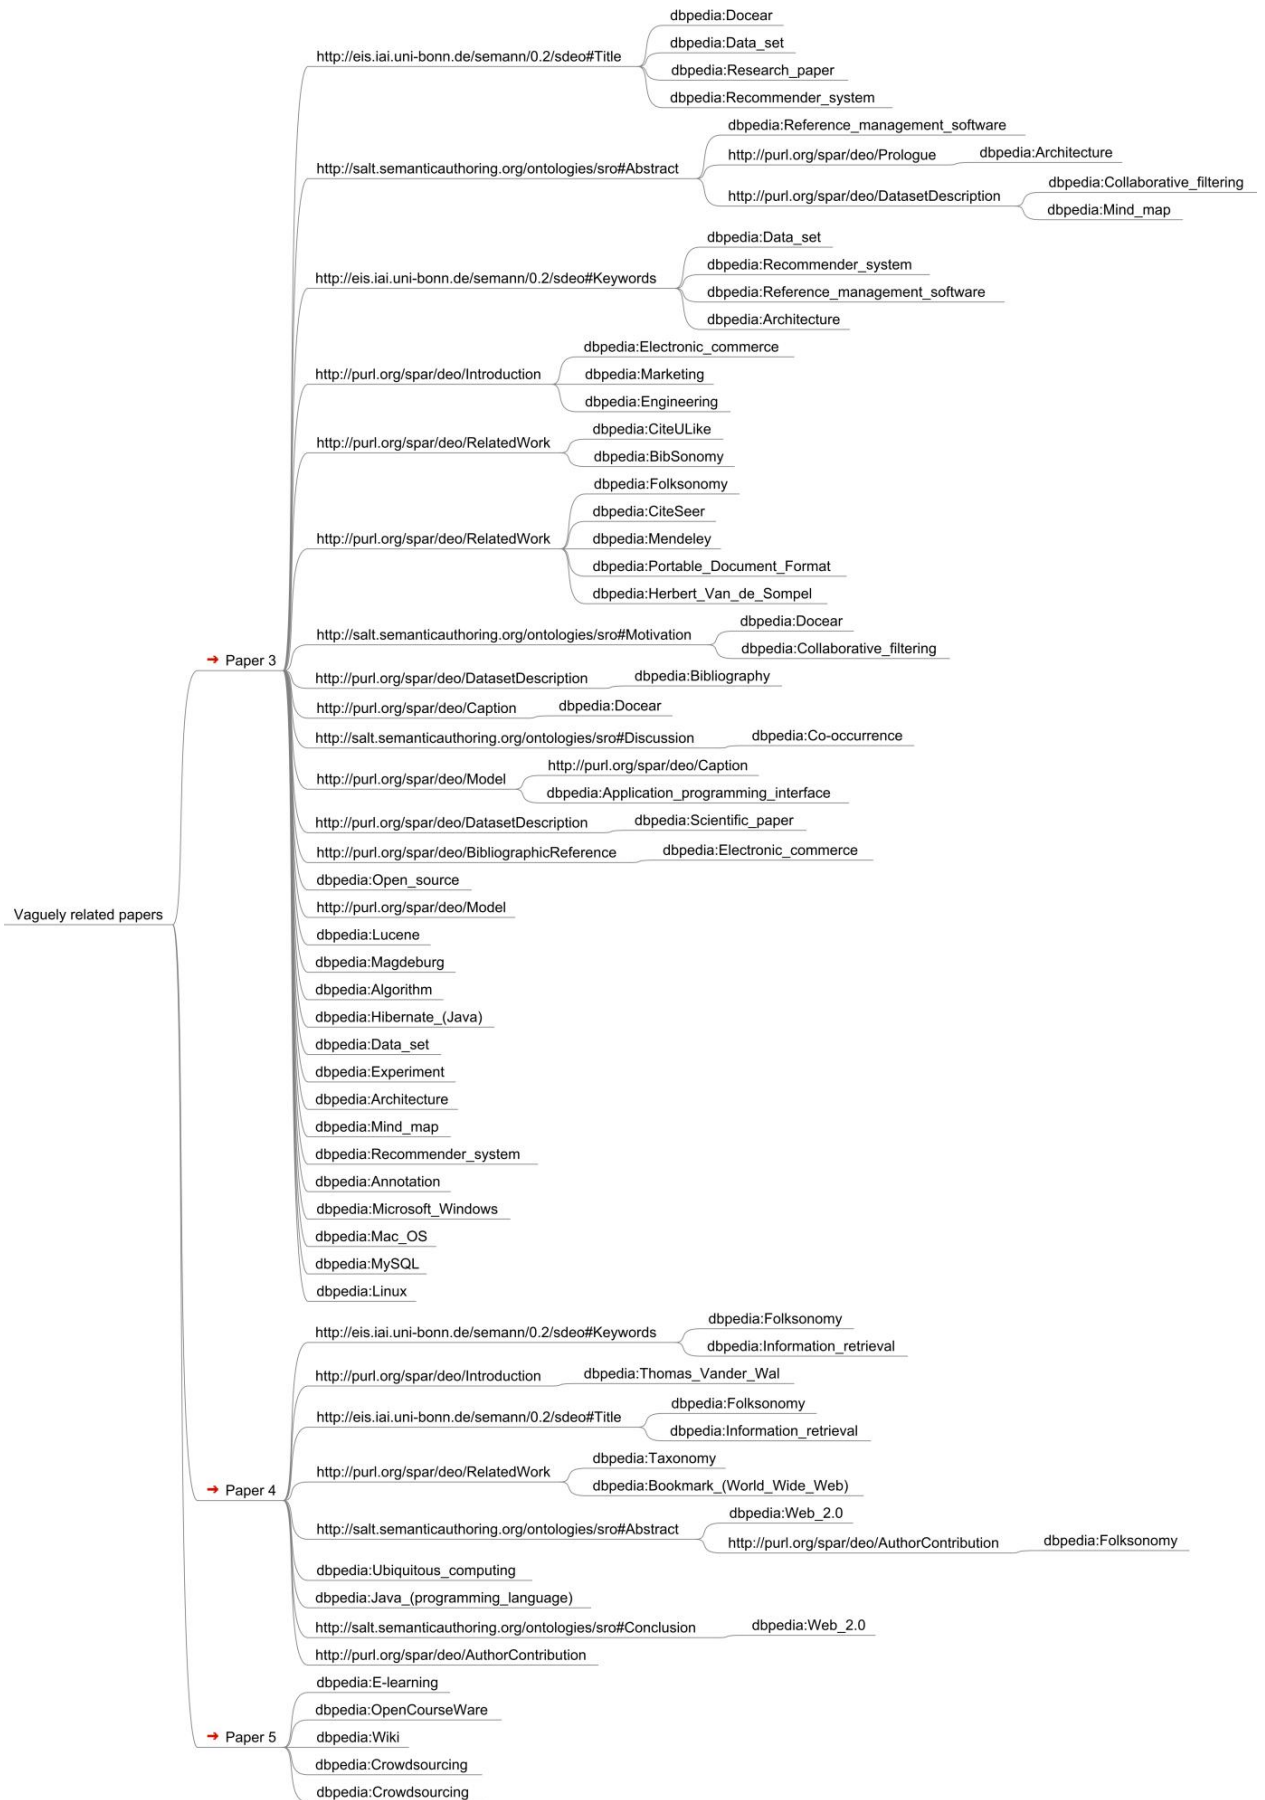 Vaguely related papers
Paper 3
http://eis.iai.uni-bonn.de/semann/0.2/sdeo#Title
dbpedia:Docear
dbpedia:Data_set
dbpedia:Research_paper
dbpedia:Recommender_system
http://salt.semanticauthoring.org/ontologies/sro#Abstract
dbpedia:Reference_management_software
http://purl.org/spar/deo/Prologue
dbpedia:Architecture
http://purl.org/spar/deo/DatasetDescription
dbpedia:Collaborative_filtering
dbpedia:Mind_map
http://eis.iai.uni-bonn.de/semann/0.2/sdeo#Keywords
dbpedia:Data_set
dbpedia:Recommender_system
dbpedia:Reference_management_software
dbpedia:Architecture
http://purl.org/spar/deo/Introduction
dbpedia:Electronic_commerce
dbpedia:Marketing
dbpedia:Engineering
http://purl.org/spar/deo/RelatedWork
dbpedia:CiteULike
dbpedia:BibSonomy
http://purl.org/spar/deo/RelatedWork
dbpedia:Folksonomy
dbpedia:CiteSeer
dbpedia:Mendeley
dbpedia:Portable_Document_Format
dbpedia:Herbert_Van_de_Sompel
http://salt.semanticauthoring.org/ontologies/sro#Motivation
dbpedia:Docear
dbpedia:Collaborative_filtering
http://purl.org/spar/deo/DatasetDescription
dbpedia:Bibliography
http://purl.org/spar/deo/Caption
dbpedia:Docear
http://salt.semanticauthoring.org/ontologies/sro#Discussion
dbpedia:Co-occurrence
http://purl.org/spar/deo/Model
http://purl.org/spar/deo/Caption
dbpedia:Application_programming_interface
http://purl.org/spar/deo/DatasetDescription
dbpedia:Scientific_paper
http://purl.org/spar/deo/BibliographicReference
dbpedia:Electronic_commerce
dbpedia:Open_source
http://purl.org/spar/deo/Model
dbpedia:Lucene
dbpedia:Magdeburg
dbpedia:Algorithm
dbpedia:Hibernate_(Java)
dbpedia:Data_set
dbpedia:Experiment
dbpedia:Architecture
dbpedia:Mind_map
dbpedia:Recommender_system
dbpedia:Annotation
dbpedia:Microsoft_Windows
dbpedia:Mac_OS
dbpedia:MySQL
dbpedia:Linux
Paper 4
http://eis.iai.uni-bonn.de/semann/0.2/sdeo#Keywords
dbpedia:Folksonomy
dbpedia:Information_retrieval
http://purl.org/spar/deo/Introduction
dbpedia:Thomas_Vander_Wal
http://eis.iai.uni-bonn.de/semann/0.2/sdeo#Title
dbpedia:Folksonomy
dbpedia:Information_retrieval
http://purl.org/spar/deo/RelatedWork
dbpedia:Taxonomy
dbpedia:Bookmark_(World_Wide_Web)
http://salt.semanticauthoring.org/ontologies/sro#Abstract
dbpedia:Web_2.0
http://purl.org/spar/deo/AuthorContribution
dbpedia:Folksonomy
dbpedia:Ubiquitous_computing
dbpedia:Java_(programming_language)
http://salt.semanticauthoring.org/ontologies/sro#Conclusion
dbpedia:Web_2.0
http://purl.org/spar/deo/AuthorContribution
Paper 5
dbpedia:E-learning
dbpedia:OpenCourseWare
dbpedia:Wiki
dbpedia:Crowdsourcing
dbpedia:Crowdsourcing